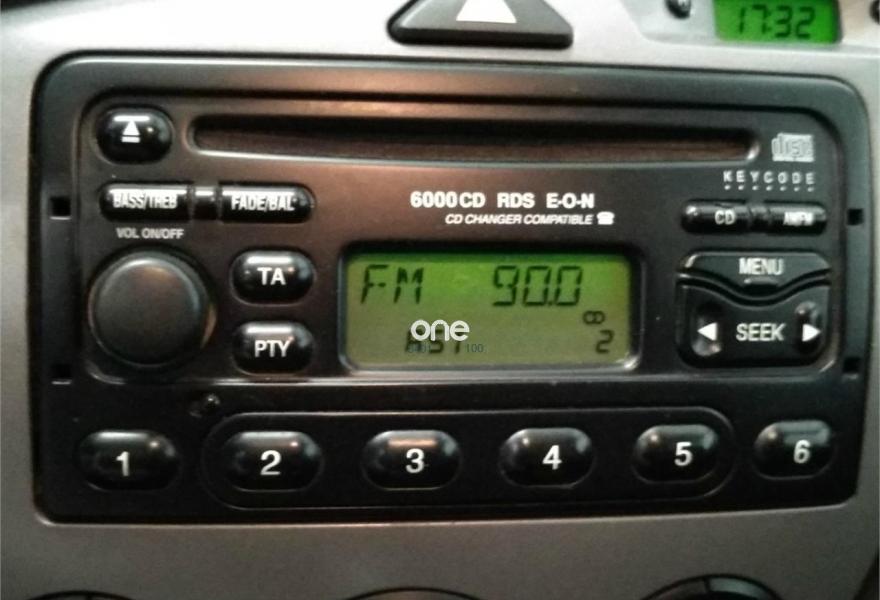 17:32
KEYCODE
BASS/TREB FADE/BAL
6000CD RDS E·O·N
CD CHANGER COMPATIBLE
CD AM/FM
VOL ON/OFF
TA
FM 90.0
MENU
one
PTY
2
SEEK
100
1 2 3 4 5 6